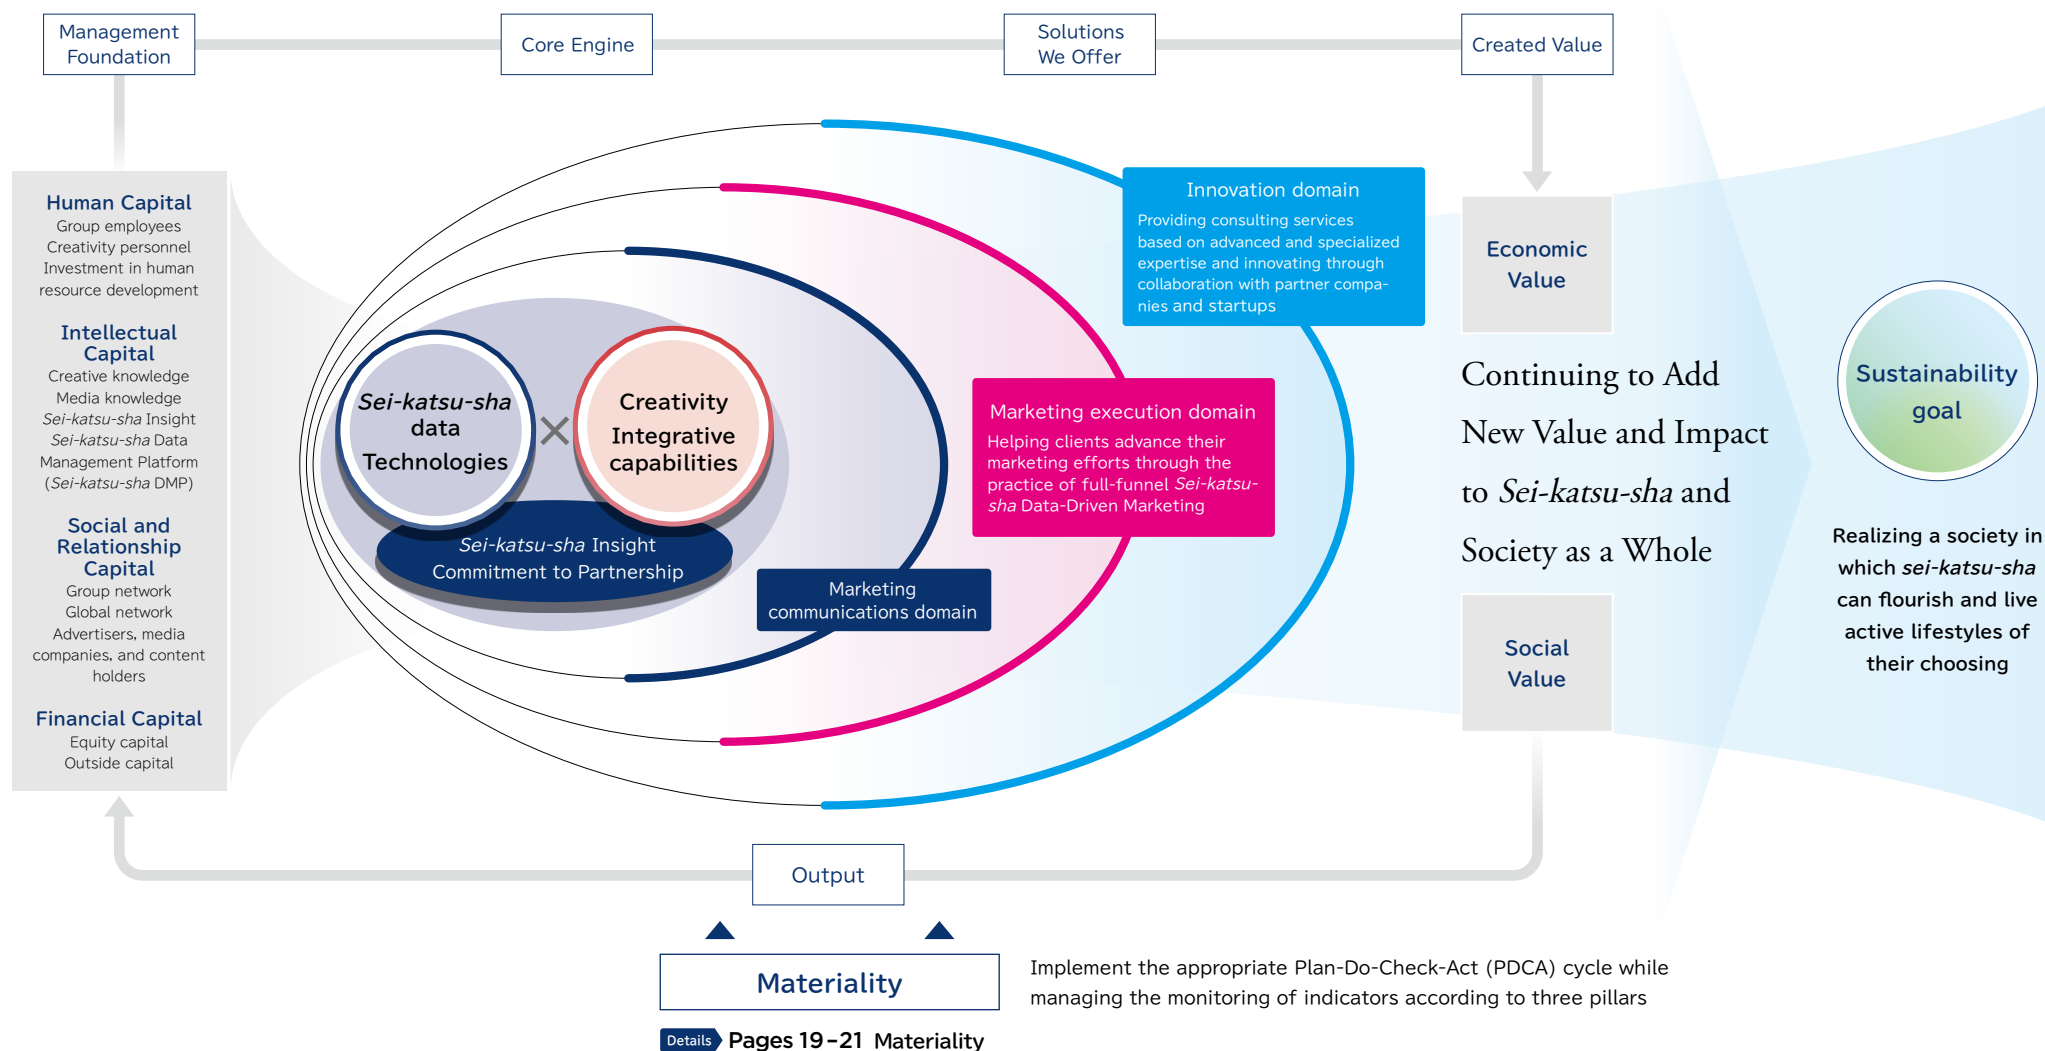 Management
Foundation
Core Engine
Solutions
We Offer
Created Value
Human Capital
Group employees
Creativity personnel
Investment in human
resource development
Intellectual
Capital
Creative knowledge
Media knowledge
Sei-katsu-sha Insight
Sei-katsu-sha Data
Management Platform
(Sei-katsu-sha DMP)
Social and
Relationship
Capital
Group network
Global network
Advertisers, media
companies, and content
holders
Financial Capital
Equity capital
Outside capital
Sei-katsu-sha
data
Technologies
×
Creativity
Integrative
capabilities
Sei-katsu-sha Insight
Commitment to Partnership
Marketing
communications domain
Marketing execution domain
Helping clients advance their
marketing efforts through the
practice of full-funnel Sei-katsu-
sha Data-Driven Marketing
Innovation domain
Providing consulting services
based on advanced and specialized
expertise and innovating through
collaboration with partner compa-
nies and startups
Economic
Value
Continuing to Add
New Value and Impact
to Sei-katsu-sha and
Society as a Whole
Social
Value
Sustainability
goal
Realizing a society in
which sei-katsu-sha
can flourish and live
active lifestyles of
their choosing
Output
Materiality
Implement the appropriate Plan-Do-Check-Act (PDCA) cycle while
managing the monitoring of indicators according to three pillars
Details Pages 19–21 Materiality